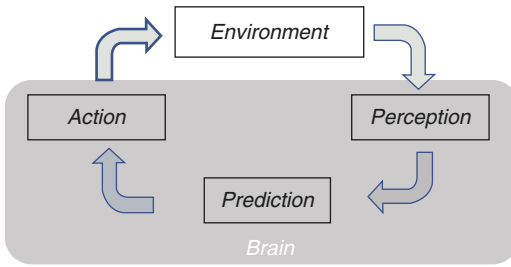 Environment
Action
Perception
Prediction
Brain